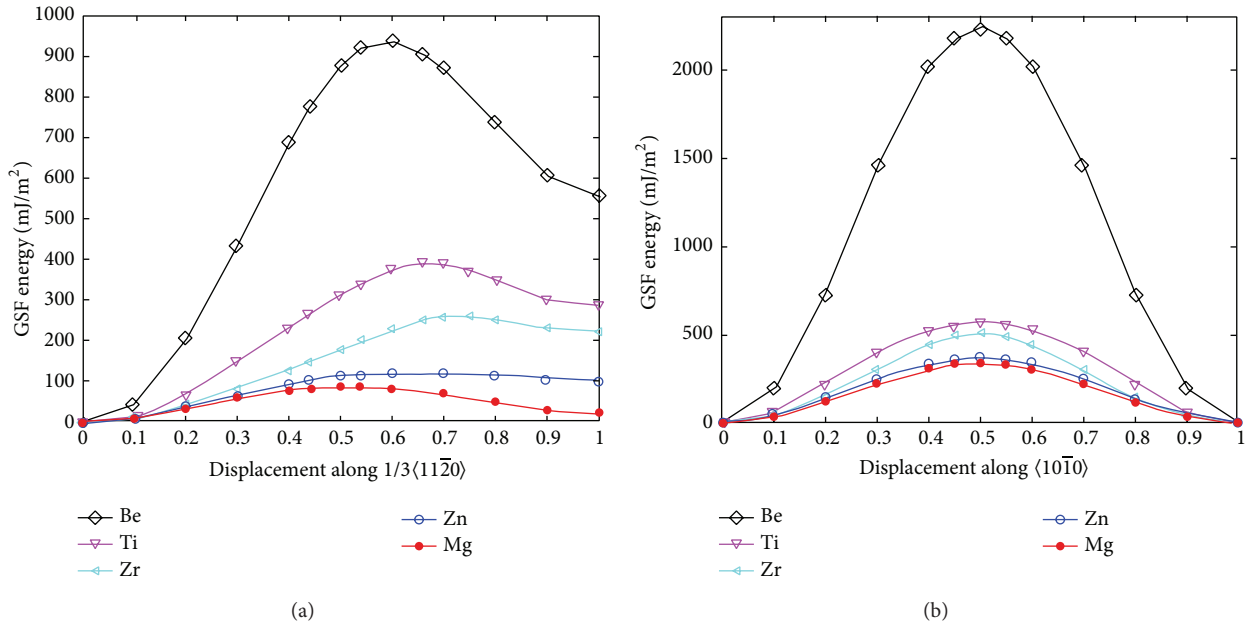 1000
900
800
700
600
500
400
300
200
100
0
GSF energy (mJ/m²)
0 0.1 0.2 0.3 0.4 0.5 0.6 0.7 0.8 0.9 1
Displacement along 1/3⟨112̅0⟩
Be
Ti
Zr
Zn
Mg
(a)
2000
1500
1000
500
0
GSF energy (mJ/m²)
0 0.1 0.2 0.3 0.4 0.5 0.6 0.7 0.8 0.9 1
Displacement along ⟨101̅0⟩
Be
Ti
Zr
Zn
Mg
(b)